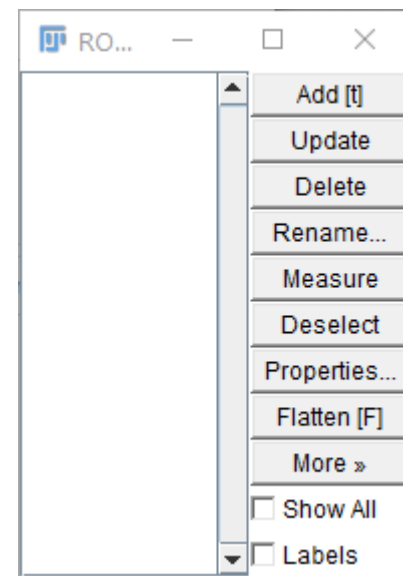 RO...
Add [t]
Update
Delete
Rename...
Measure
Deselect
Properties...
Flatten [F]
More »
Show All
Labels